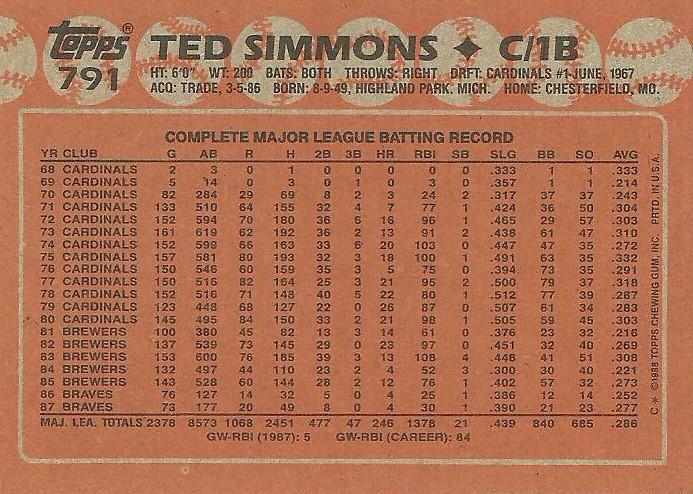 Topps® TED SIMMONS ✦ C/1B
791 HT: 6'0" WT: 200 BATS: BOTH THROWS: RIGHT DRFT: CARDINALS #1-JUNE, 1967
ACQ: TRADE, 3-5-86 BORN: 8-9-49, HIGHLAND PARK, MICH. HOME: CHESTERFIELD, MO.
COMPLETE MAJOR LEAGUE BATTING RECORD
YR CLUB G AB R H 2B 3B HR RBI SB SLG BB SO AVG
68 CARDINALS 2 3 0 1 0 0 0 0 0 .333 1 1 .333
69 CARDINALS 5 14 0 3 0 1 0 3 0 .357 1 1 .214
70 CARDINALS 82 284 29 69 8 2 3 24 2 .317 37 37 .243
71 CARDINALS 133 510 64 155 32 4 7 77 1 .424 36 50 .304
72 CARDINALS 152 594 70 180 36 6 16 96 1 .465 29 57 .303
73 CARDINALS 161 619 62 192 36 2 13 91 2 .438 61 47 .310
74 CARDINALS 152 599 66 163 33 6 20 103 0 .447 47 35 .272
75 CARDINALS 157 581 80 193 32 3 18 100 1 .491 63 35 .332
76 CARDINALS 150 546 60 159 35 3 5 75 0 .394 73 35 .291
77 CARDINALS 150 516 82 164 25 3 21 95 2 .500 79 37 .318
78 CARDINALS 152 516 71 148 40 5 22 80 1 .512 77 39 .287
79 CARDINALS 123 448 68 127 22 0 26 87 0 .507 61 34 .283
80 CARDINALS 145 495 84 150 33 2 21 98 1 .505 59 45 .303
81 BREWERS 100 380 45 82 13 3 14 61 0 .376 23 32 .216
82 BREWERS 137 539 73 145 29 0 23 97 0 .451 32 40 .269
83 BREWERS 153 600 76 185 39 3 13 108 4 .448 41 51 .308
84 BREWERS 132 497 44 110 23 2 4 52 3 .300 30 40 .221
85 BREWERS 143 528 60 144 28 2 12 76 1 .402 57 32 .273
86 BRAVES 76 127 14 32 5 0 4 25 1 .386 12 14 .252
87 BRAVES 73 177 20 49 8 0 4 30 1 .390 21 23 .277
MAJ. LEA. TOTALS 2378 8573 1068 2451 477 47 246 1378 21 .439 840 685 .286
GW-RBI (1987): 5 GW-RBI (CAREER): 84
C * ©1988 TOPPS CHEWING GUM, INC. PRTD. IN U.S.A.